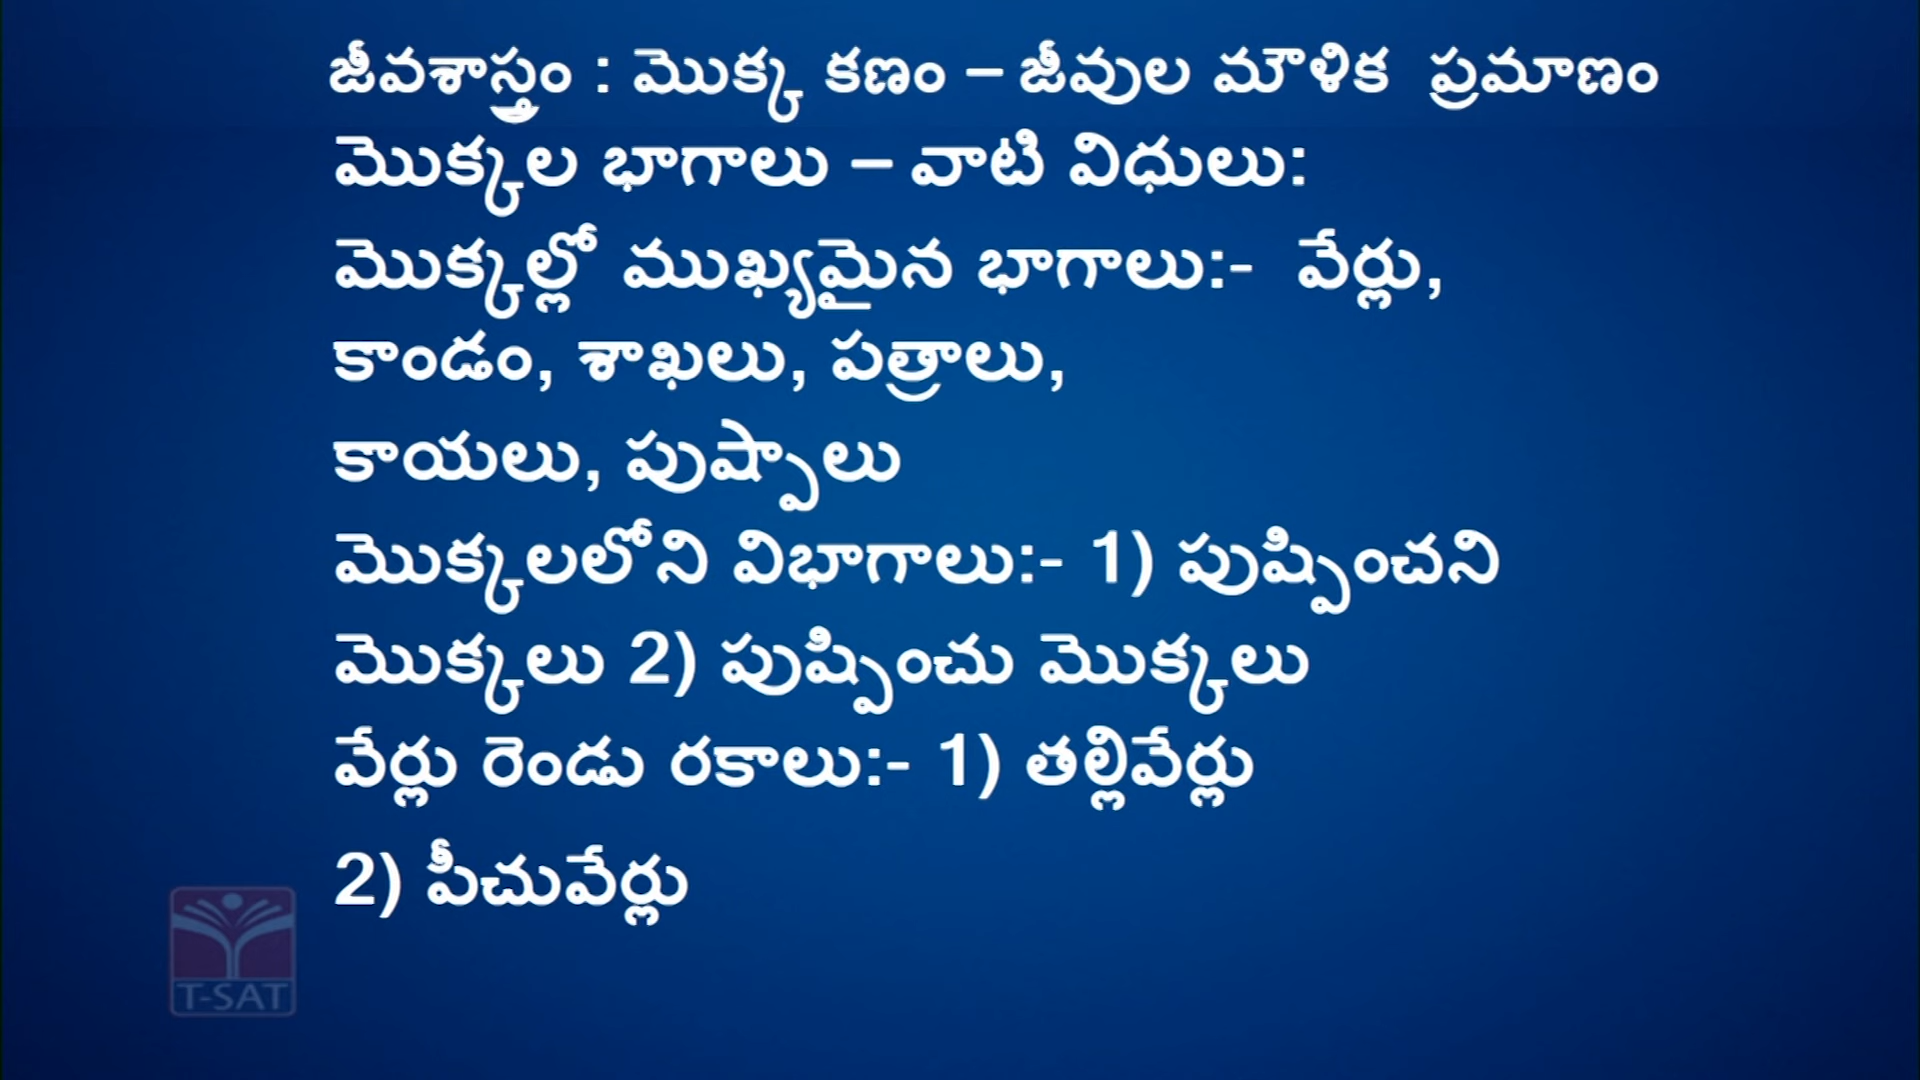 జీవశాస్త్రం : మొక్క కణం – జీవుల మౌళిక ప్రమాణం
మొక్కల భాగాలు – వాటి విధులు:
మొక్కల్లో ముఖ్యమైన భాగాలు:- వేర్లు,
కాండం, శాఖలు, పత్రాలు,
కాయలు, పుష్పాలు
మొక్కలలోని విభాగాలు:- 1) పుష్పించని
మొక్కలు 2) పుష్పించు మొక్కలు
వేర్లు రెండు రకాలు:- 1) తల్లివేర్లు
2) పీచువేర్లు
T-SAT